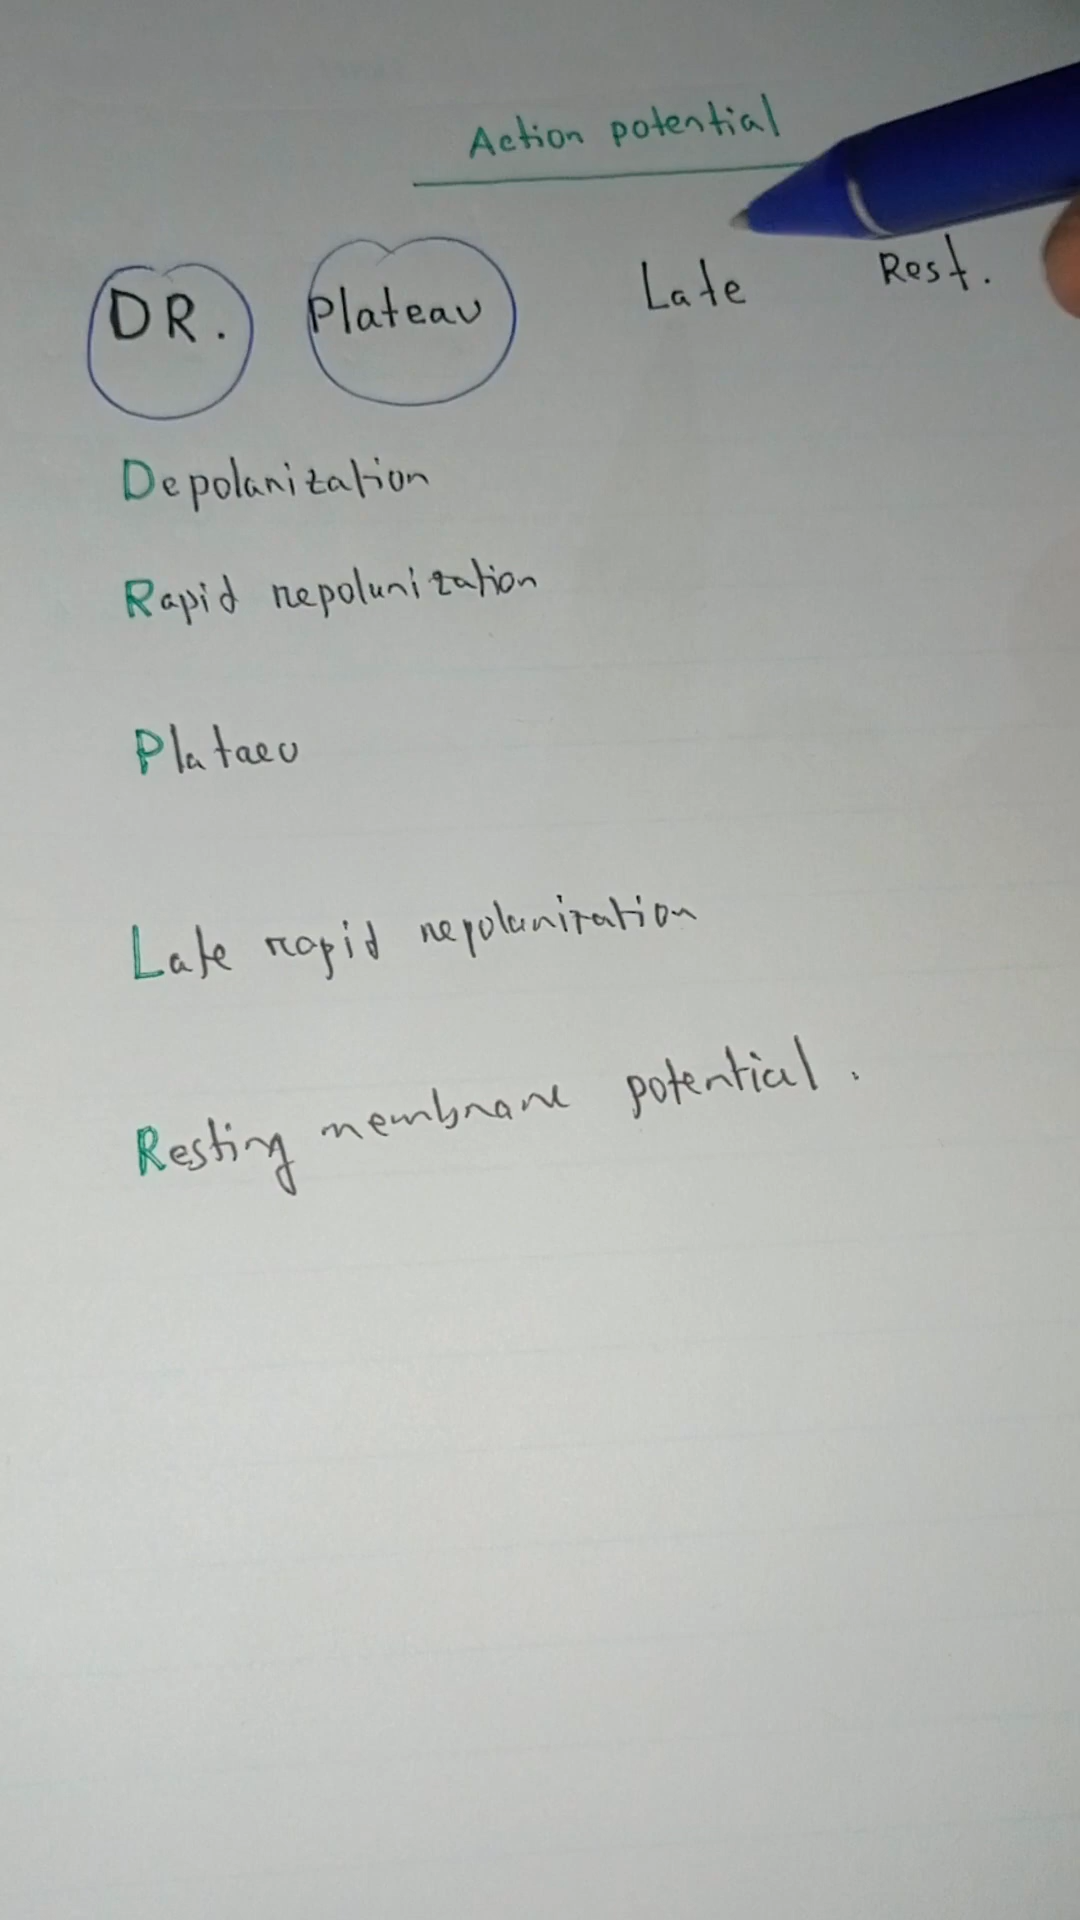 Action potential
DR. Plateau Late Rest.
Depolarization
Rapid repolarization
Plataeu
Late rapid repolarization
Resting membrane potential.